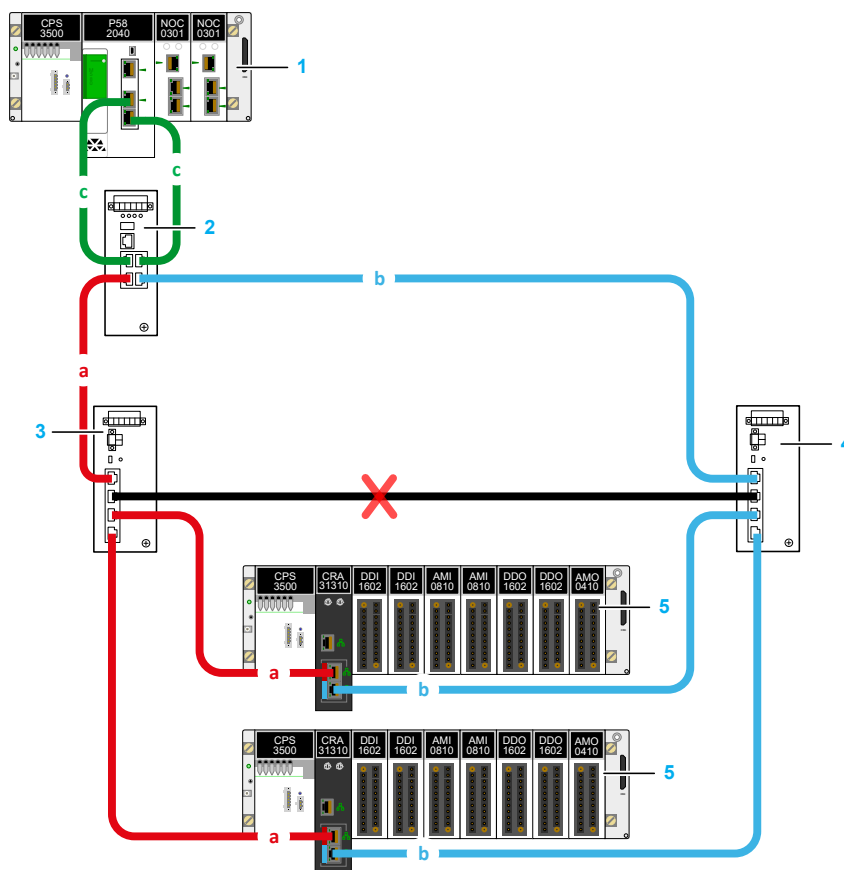 CPS
3500
P58
2040
NOC
0301
NOC
0301
1
c
c
2
b
a
3
4
CPS
3500
CRA
31310
DDI
1602
DDI
1602
AMI
0810
AMI
0810
DDO
1602
DDO
1602
AMO
0410
5
a
b
CPS
3500
CRA
31310
DDI
1602
DDI
1602
AMI
0810
AMI
0810
DDO
1602
DDO
1602
AMO
0410
5
a
b